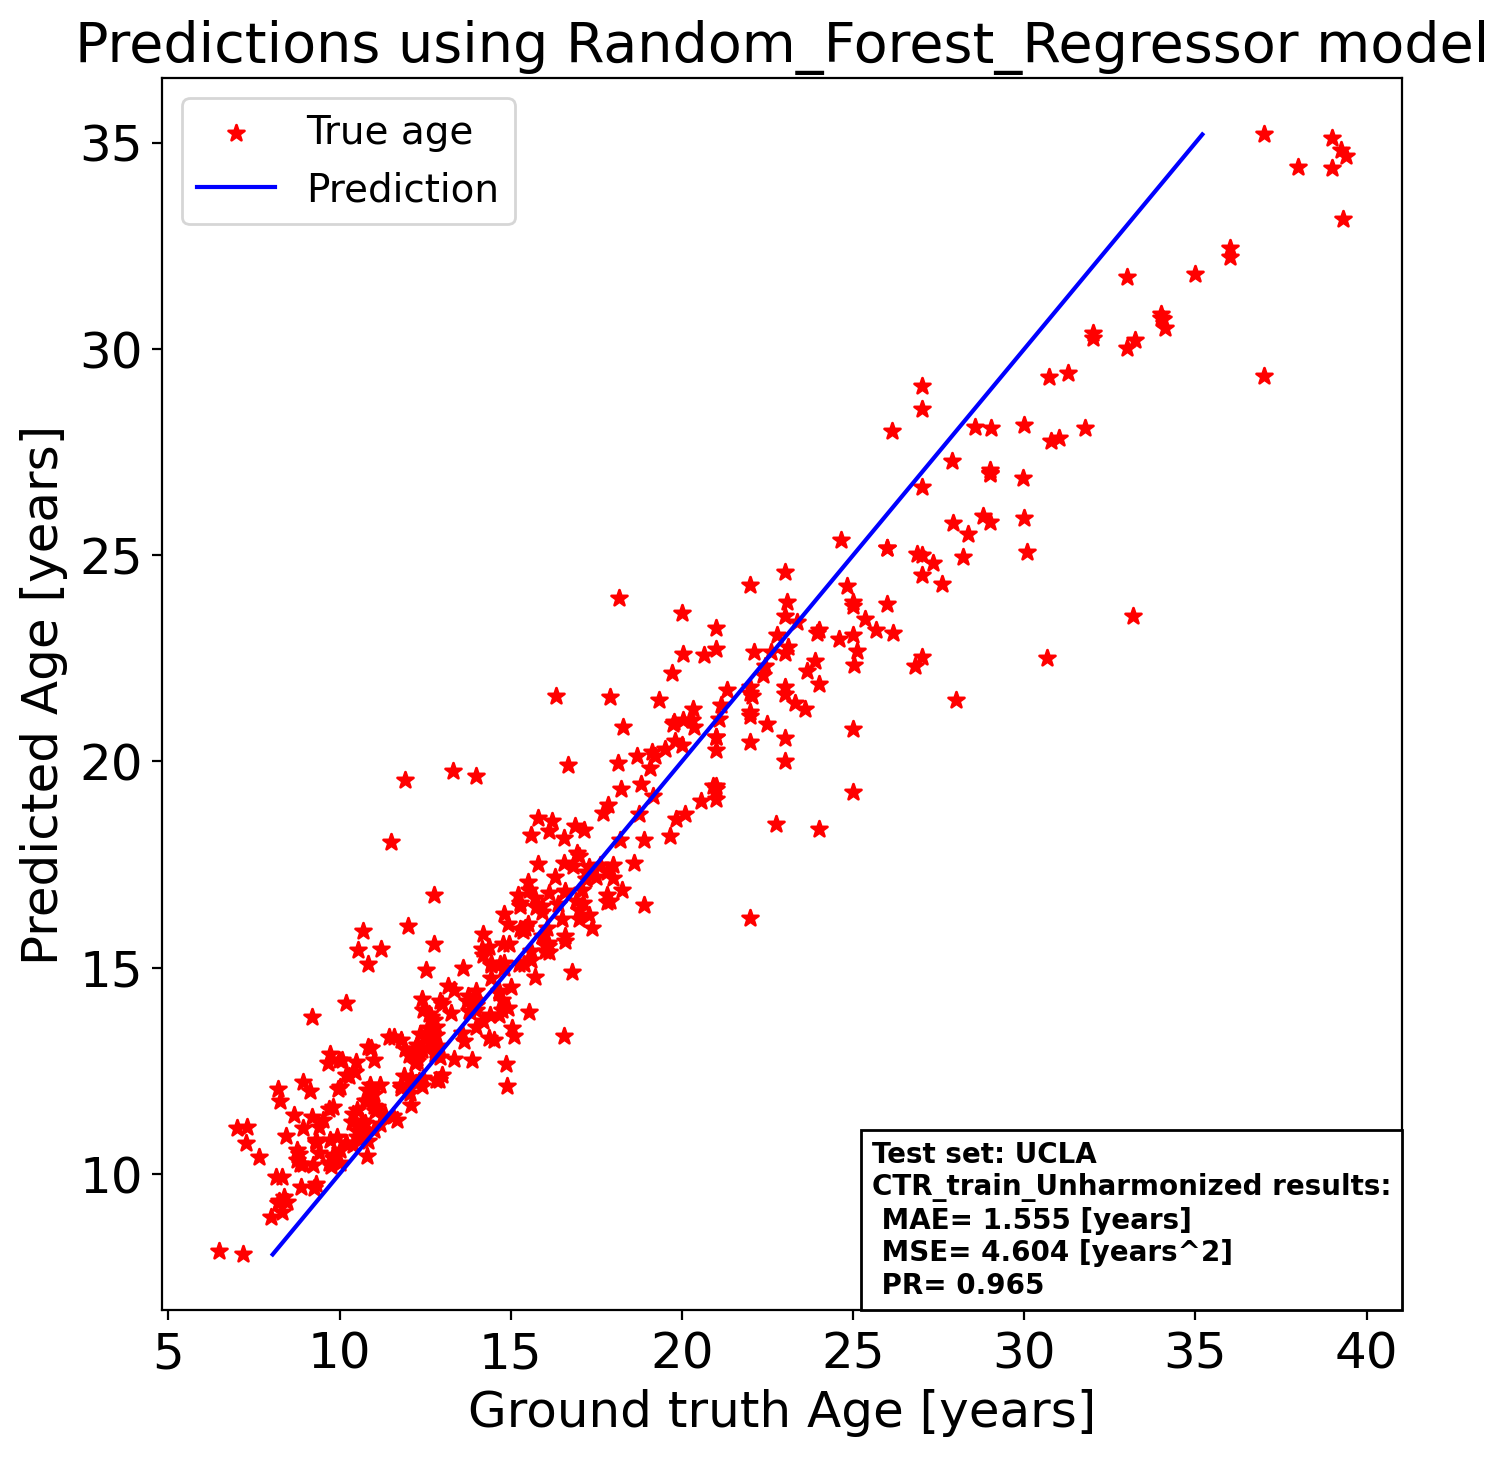 Predictions using Random_Forest_Regressor model
True age
Prediction
Predicted Age [years]
35
30
25
20
15
10
Test set: UCLA
CTR_train_Unharmonized results:
MAE= 1.555 [years]
MSE= 4.604 [years^2]
PR= 0.965
5 10 15 20 25 30 35 40
Ground truth Age [years]